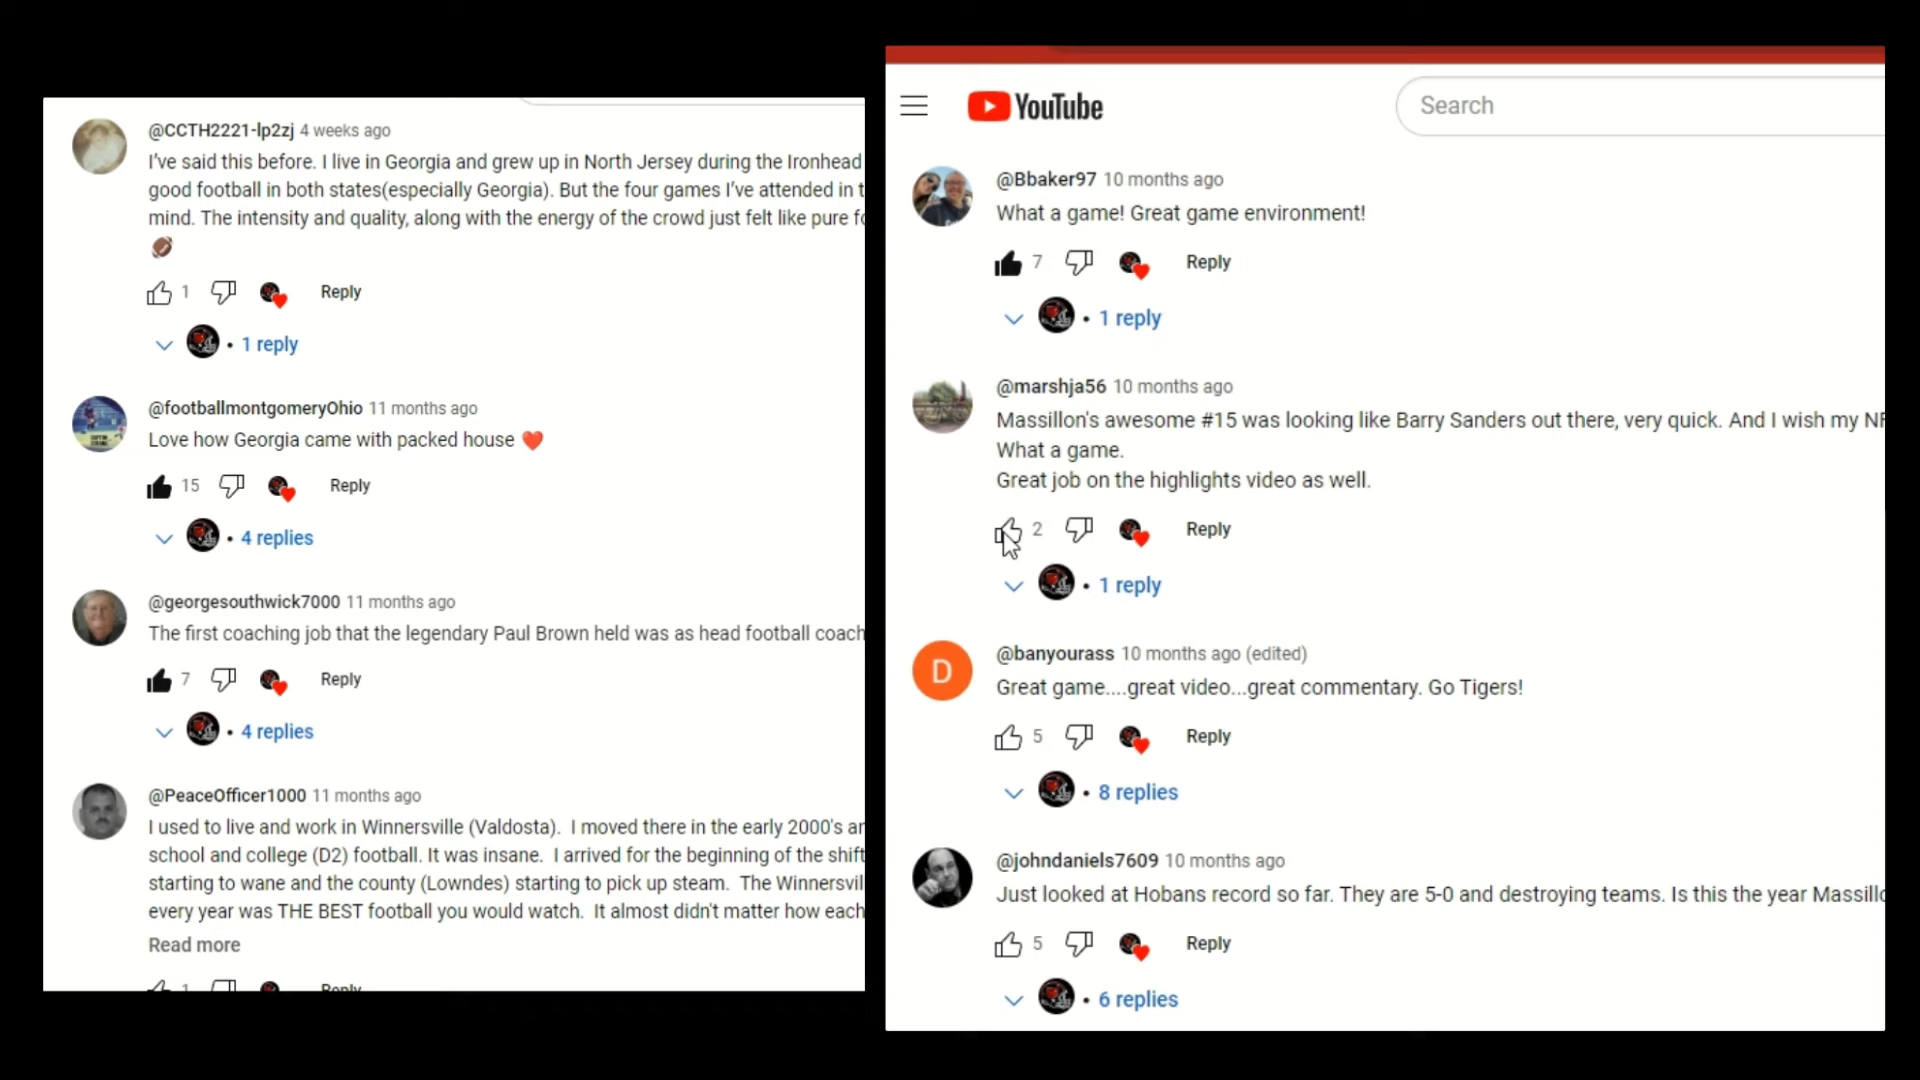 @CCTH2221-lp2zj 4 weeks ago
I've said this before. I live in Georgia and grew up in North Jersey during the Ironhead
good football in both states(especially Georgia). But the four games I've attended in t
mind. The intensity and quality, along with the energy of the crowd just felt like pure fo
1 Reply
• 1 reply
@footballmontgomeryOhio 11 months ago
Love how Georgia came with packed house
15 Reply
• 4 replies
@georgesouthwick7000 11 months ago
The first coaching job that the legendary Paul Brown held was as head football coach
7 Reply
• 4 replies
@PeaceOfficer1000 11 months ago
I used to live and work in Winnersville (Valdosta). I moved there in the early 2000's an
school and college (D2) football. It was insane. I arrived for the beginning of the shift
starting to wane and the county (Lowndes) starting to pick up steam. The Winnersvil
every year was THE BEST football you would watch. It almost didn't matter how each
Read more
1 Reply
YouTube
Search
@Bbaker97 10 months ago
What a game! Great game environment!
7 Reply
• 1 reply
@marshja56 10 months ago
Massillon's awesome #15 was looking like Barry Sanders out there, very quick. And I wish my NF
What a game.
Great job on the highlights video as well.
2 Reply
• 1 reply
D
@banyourass 10 months ago (edited)
Great game....great video...great commentary. Go Tigers!
5 Reply
• 8 replies
@johndaniels7609 10 months ago
Just looked at Hobans record so far. They are 5-0 and destroying teams. Is this the year Massillo
5 Reply
• 6 replies